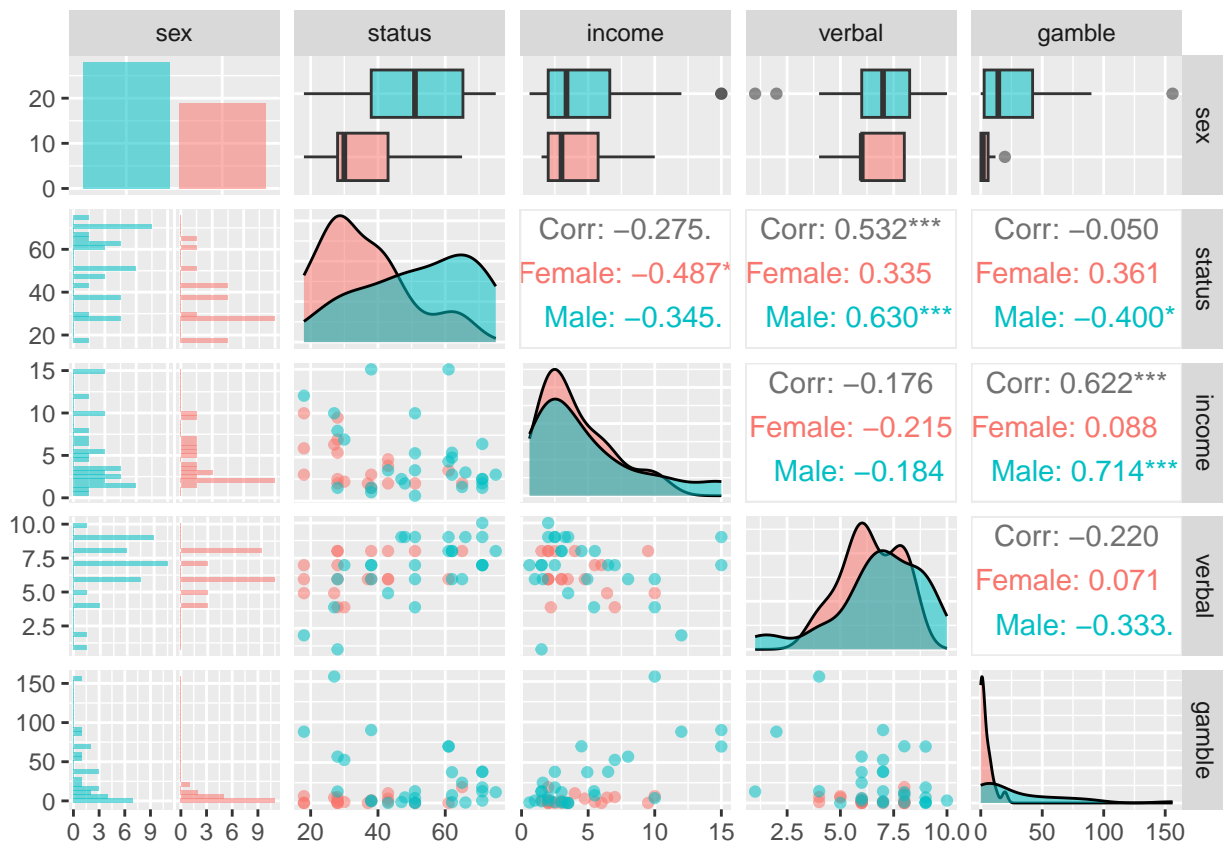 sex status income verbal gamble
20
10
0
sex
60
40
20
Corr: −0.275.
Female: −0.487*
Male: −0.345.
Corr: 0.532***
Female: 0.335
Male: 0.630***
Corr: −0.050
Female: 0.361
Male: −0.400*
status
15
10
5
0
Corr: −0.176
Female: −0.215
Male: −0.184
Corr: 0.622***
Female: 0.088
Male: 0.714***
income
10.0
7.5
5.0
2.5
Corr: −0.220
Female: 0.071
Male: −0.333.
verbal
150
100
50
0
gamble
0 3 6 9 0 3 6 9 20 40 60 0 5 10 15 2.5 5.0 7.5 10.0 0 50 100 150